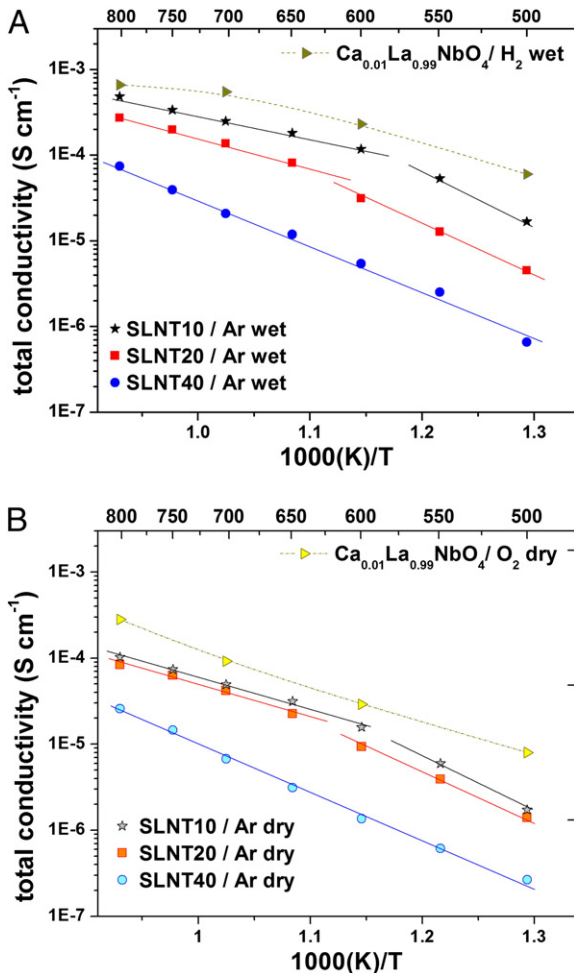 A
800 750 700 650 600 550 500
Ca0.01La0.99NbO4/ H2 wet
1E-3
1E-4
1E-5
1E-6
1E-7
total conductivity (S cm-1)
SLNT10 / Ar wet
SLNT20 / Ar wet
SLNT40 / Ar wet
1.0 1.1 1.2 1.3
1000(K)/T
B
800 750 700 650 600 550 500
Ca0.01La0.99NbO4/ O2 dry
1E-3
1E-4
1E-5
1E-6
1E-7
total conductivity (S cm-1)
SLNT10 / Ar dry
SLNT20 / Ar dry
SLNT40 / Ar dry
1 1.1 1.2 1.3
1000(K)/T